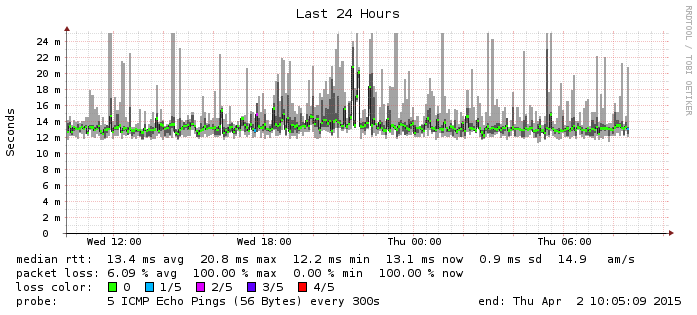 Last 24 Hours
RRDTOOL / TOBI OETIKER
Seconds
24 m
22 m
20 m
18 m
16 m
14 m
12 m
10 m
8 m
6 m
4 m
2 m
0
Wed 12:00 Wed 18:00 Thu 00:00 Thu 06:00
median rtt: 13.4 ms avg 20.8 ms max 12.2 ms min 13.1 ms now 0.9 ms sd 14.9 am/s
packet loss: 6.09 % avg 100.00 % max 0.00 % min 100.00 % now
loss color: 0 1/5 2/5 3/5 4/5
probe: 5 ICMP Echo Pings (56 Bytes) every 300s end: Thu Apr 2 10:05:09 2015